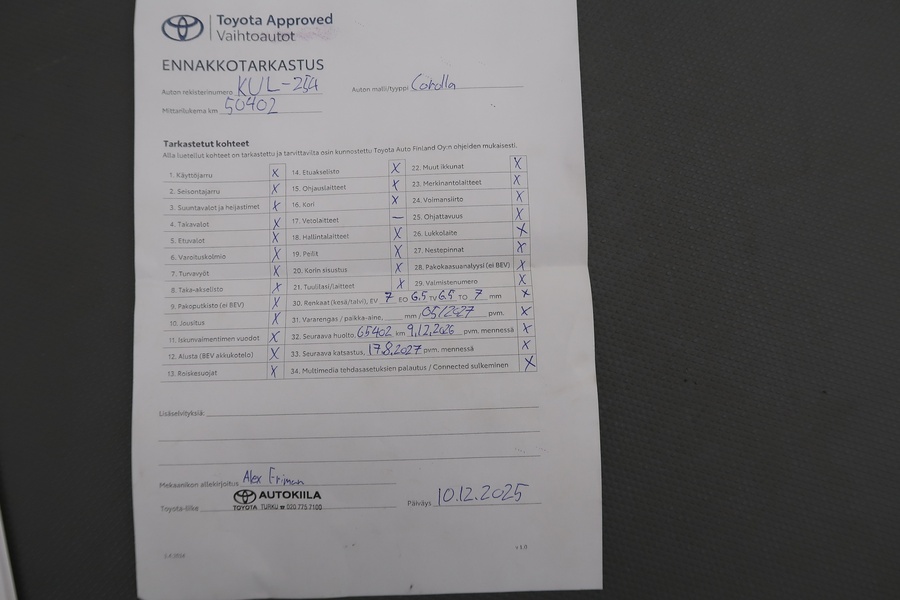 Toyota Approved
Vaihtoautot
ENNAKKOTARKASTUS
Auton rekisterinumero KUL-254 Auton malli/tyyppi Corolla
Mittarilukema km 50402
Tarkastetut kohteet
Alla luetellut kohteet on tarkastettu ja tarvittavilta osin kunnostettu Toyota Auto Finland Oy:n ohjeiden mukaisesti.
1. Käyttöjarru X 14. Etuakselisto X 22. Muut ikkunat X
2. Seisontajarru X 15. Ohjauslaitteet X 23. Merkinantolaitteet X
3. Suuntavalot ja heijastimet X 16. Kori X 24. Voimansiirto X
4. Takavalot X 17. Vetolaitteet — 25. Ohjattavuus X
5. Etuvalot X 18. Hallintalaitteet X 26. Lukkolaite X
6. Varoituskolmio X 19. Peilit X 27. Nestepinnat X
7. Turvavyöt X 20. Korin sisustus X 28. Pakokaasuanalyysi (ei BEV) X
8. Taka-akselisto X 21. Tuulilasi/laitteet X 29. Valmistenumero X
9. Pakoputkisto (ei BEV) X 30. Renkaat (kesä/talvi), EV 7 EO 6.5 TV 6.5 TO 7 mm X
10. Jousitus X 31. Vararengas / paikka-aine, mm / 05/2027 pvm. X
11. Iskunvaimentimen vuodot X 32. Seuraava huolto 65402 km 9.12.2026 pvm. mennessä X
12. Alusta (BEV akkukotelo) X 33. Seuraava katsastus, 17.8.2027 pvm. mennessä X
13. Roiskesuojat X 34. Multimedia tehdasasetuksien palautus / Connected sulkeminen X
Lisäselvityksiä
Mekaanikon allekirjoitus Alex Friman
Toyota-liike AUTOKIILA Päiväys 10.12.2025
TOYOTA TURKU ☎ 020 775 7100
v 1.0